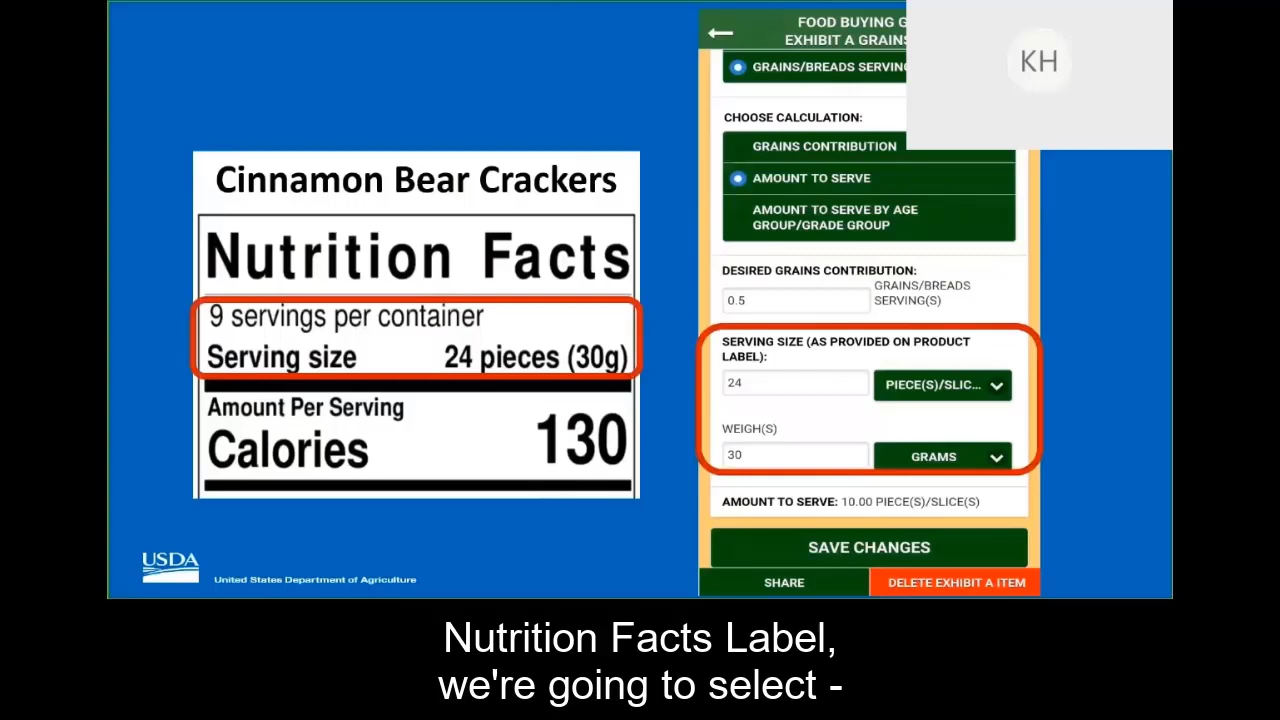 Cinnamon Bear Crackers
Nutrition Facts
9 servings per container
Serving size 24 pieces (30g)
Amount Per Serving
Calories 130
USDA
United States Department of Agriculture
FOOD BUYING G
EXHIBIT A GRAINS
GRAINS/BREADS SERVING
CHOOSE CALCULATION:
GRAINS CONTRIBUTION
AMOUNT TO SERVE
AMOUNT TO SERVE BY AGE
GROUP/GRADE GROUP
DESIRED GRAINS CONTRIBUTION:
0.5 GRAINS/BREADS
SERVING(S)
SERVING SIZE (AS PROVIDED ON PRODUCT
LABEL):
24 PIECE(S)/SLIC...
WEIGH(S)
30 GRAMS
AMOUNT TO SERVE: 10.00 PIECE(S)/SLICE(S)
SAVE CHANGES
SHARE DELETE EXHIBIT A ITEM
KH
Nutrition Facts Label,
we're going to select -